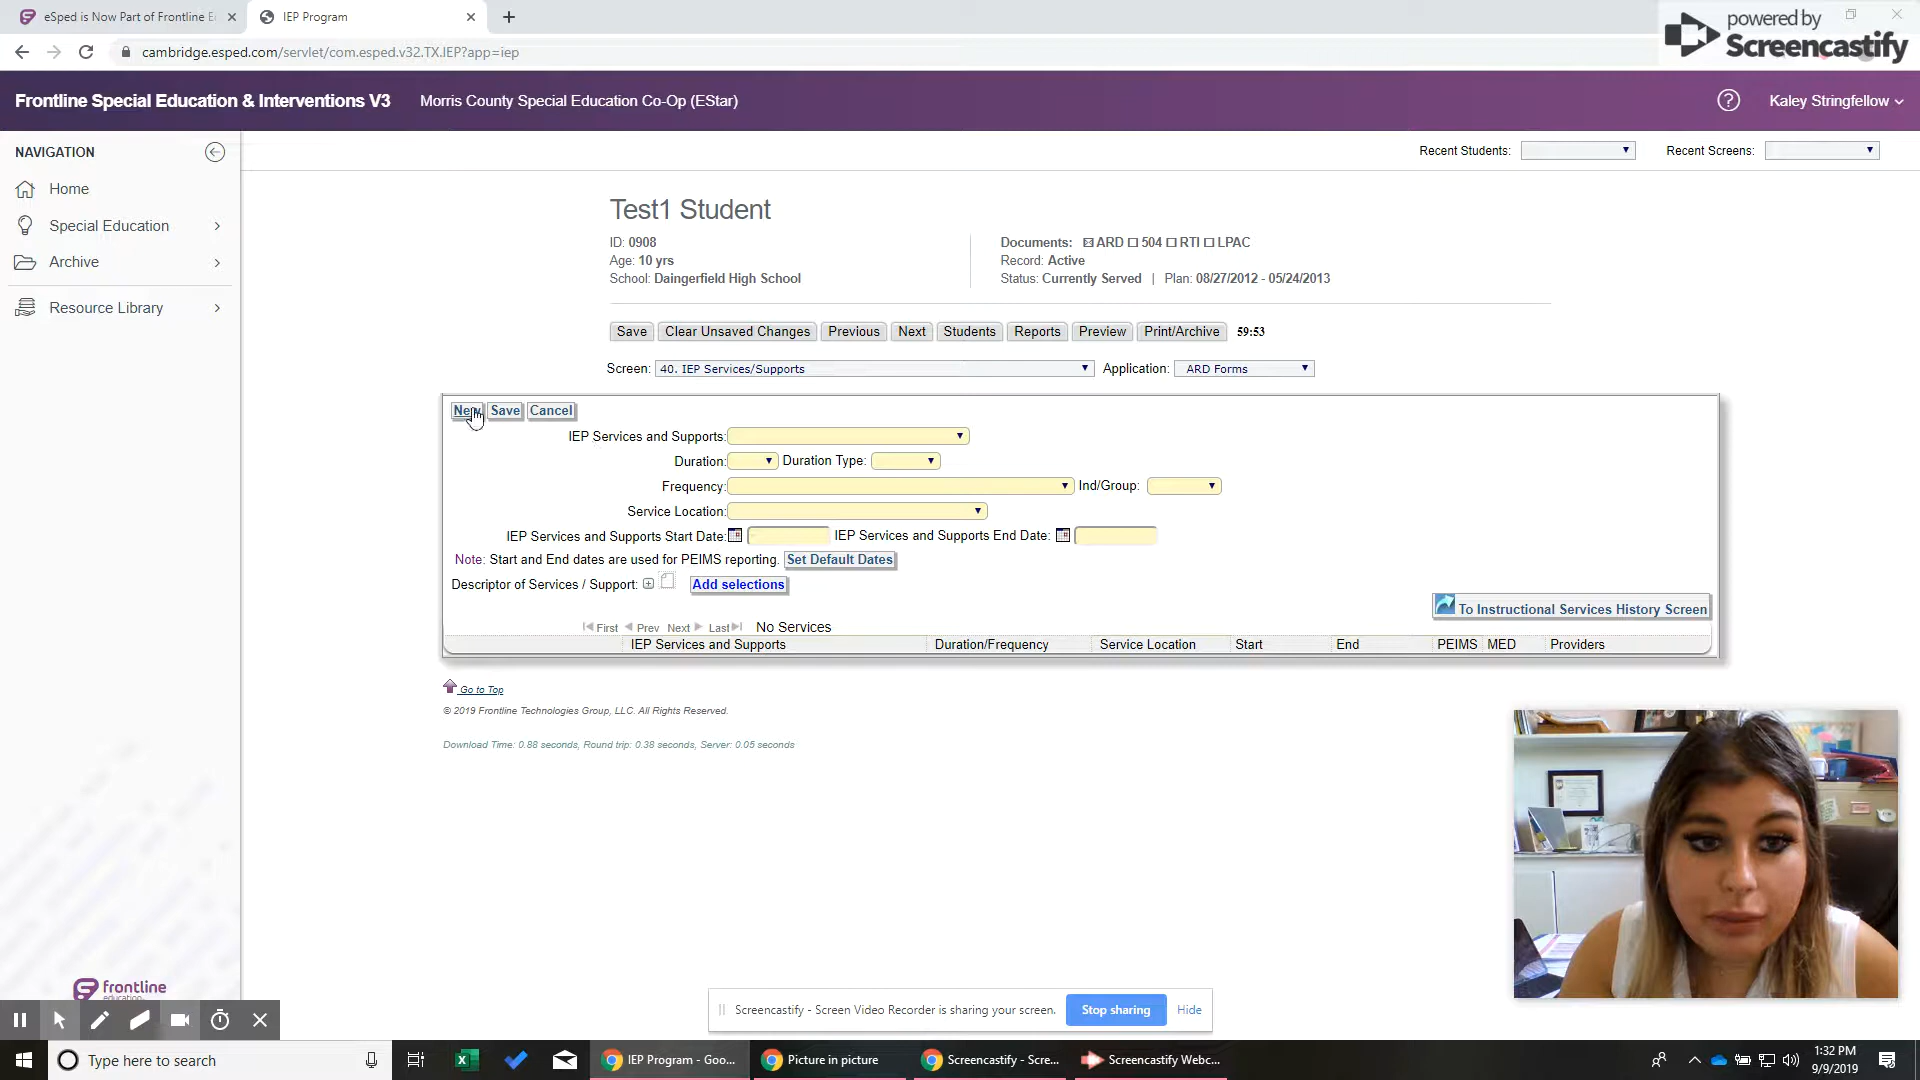 eSped is Now Part of Frontline E
IEP Program
powered by
Screencastify
cambridge.esped.com/servlet/com.esped.v32.TX.IEP?app=iep
Frontline Special Education & Interventions V3
Morris County Special Education Co-Op (EStar)
Kaley Stringfellow
NAVIGATION
Recent Students:
Recent Screens:
Home
Special Education
Archive
Resource Library
Test1 Student
ID: 0908
Age: 10 yrs
School: Daingerfield High School
Documents: ARD 504 RTI LPAC
Record: Active
Status: Currently Served | Plan: 08/27/2012 - 05/24/2013
Save Clear Unsaved Changes Previous Next Students Reports Preview Print/Archive 59:53
Screen: 40. IEP Services/Supports Application: ARD Forms
New Save Cancel
IEP Services and Supports:
Duration: Duration Type:
Frequency: Ind/Group:
Service Location:
IEP Services and Supports Start Date: IEP Services and Supports End Date:
Note: Start and End dates are used for PEIMS reporting. Set Default Dates
Descriptor of Services / Support: Add selections
To Instructional Services History Screen
First Prev Next Last No Services
IEP Services and Supports Duration/Frequency Service Location Start End PEIMS MED Providers
Go to Top
© 2019 Frontline Technologies Group, LLC. All Rights Reserved.
Download Time: 0.88 seconds, Round trip: 0.38 seconds, Server: 0.05 seconds
frontline
education
Screencastify - Screen Video Recorder is sharing your screen. Stop sharing Hide
Type here to search
IEP Program - Goo...
Picture in picture
Screencastify - Scre...
Screencastify Webc...
1:32 PM
9/9/2019